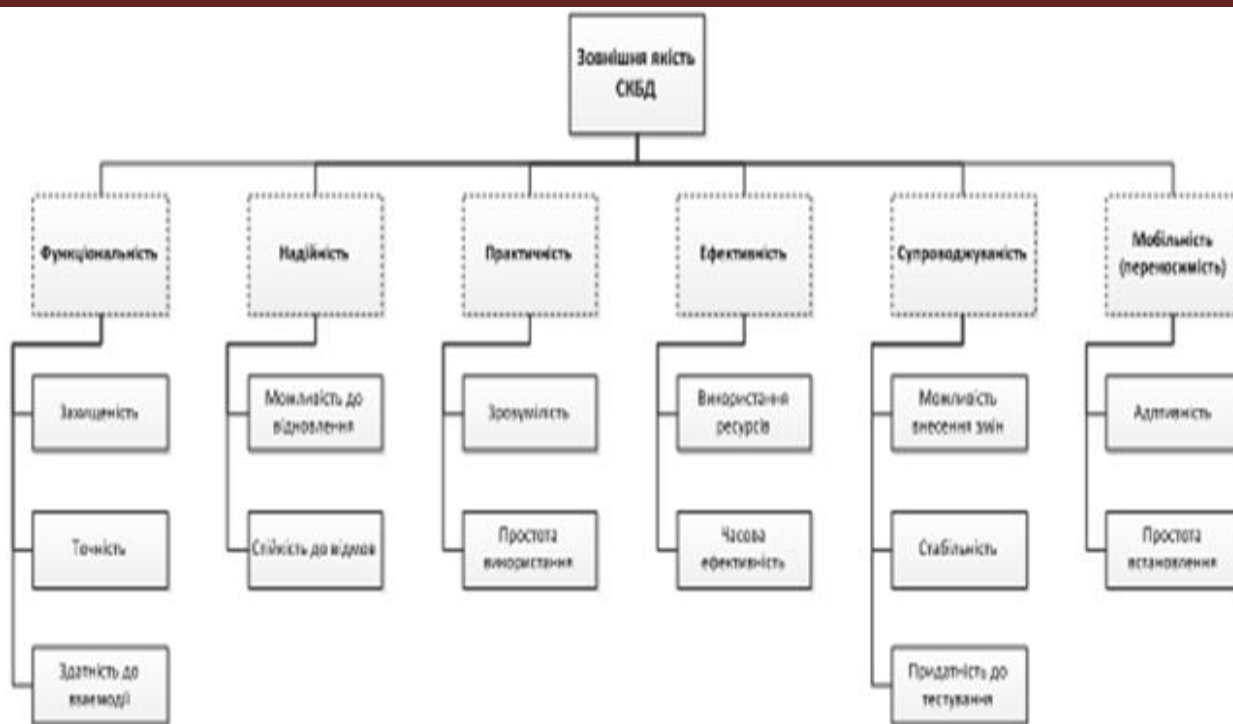 Зовнішня якість
СКБД
Функціональність
Надійність
Практичність
Ефективність
Супроводжуваність
Мобільність
(переносимість)
Захищеність
Можливість до
відновлення
Зрозумілість
Використання
ресурсів
Можливість
внесення змін
Адптивність
Точність
Стійкість до відмов
Простота
використання
Часова
ефективність
Стабільність
Простота
встановлення
Здатність до
взаємодії
Придатність до
тестування